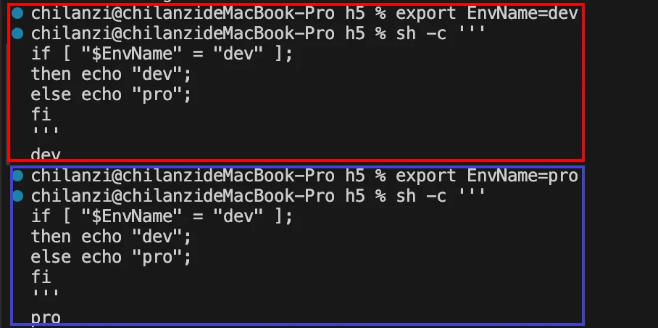 chilanzi@chilanzideMacBook-Pro h5 % export EnvName=dev
chilanzi@chilanzideMacBook-Pro h5 % sh -c '''
if [ "$EnvName" = "dev" ];
then echo "dev";
else echo "pro";
fi
'''
dev
chilanzi@chilanzideMacBook-Pro h5 % export EnvName=pro
chilanzi@chilanzideMacBook-Pro h5 % sh -c '''
if [ "$EnvName" = "dev" ];
then echo "dev";
else echo "pro";
fi
'''
pro